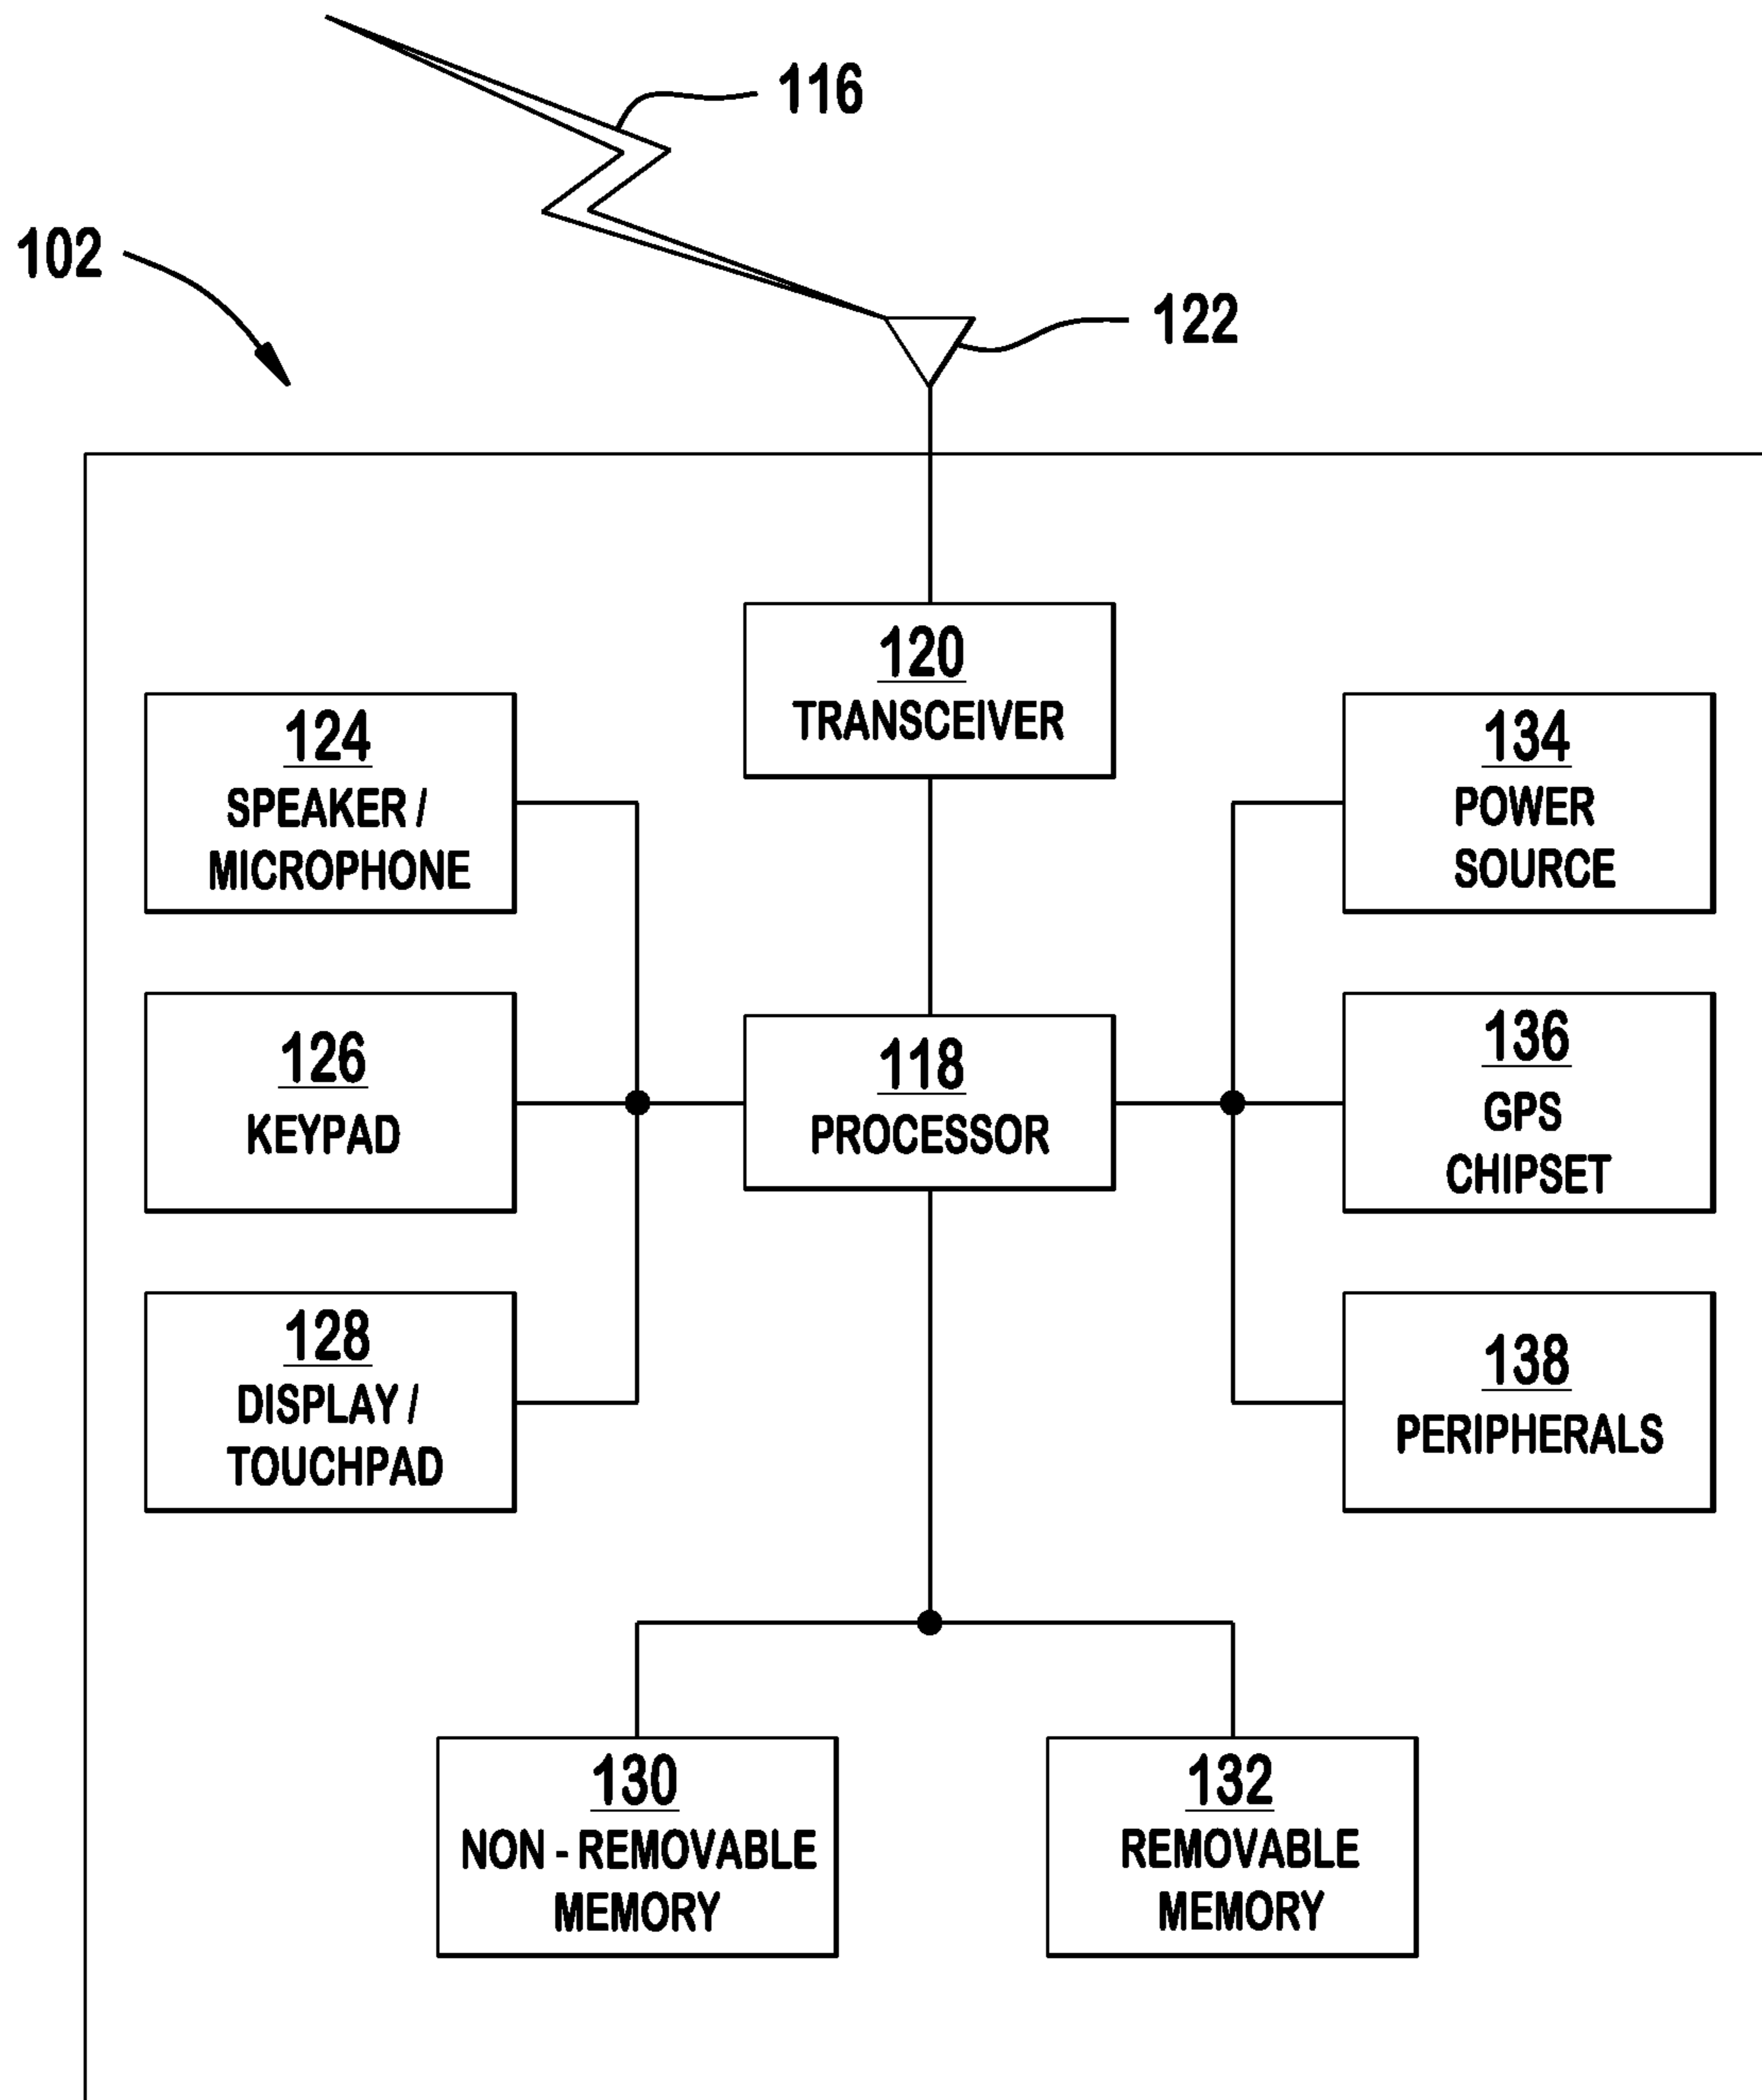 116
102
122
120
TRANSCEIVER
124
SPEAKER /
MICROPHONE
134
POWER
SOURCE
126
KEYPAD
118
PROCESSOR
136
GPS
CHIPSET
128
DISPLAY /
TOUCHPAD
138
PERIPHERALS
130
NON - REMOVABLE
MEMORY
132
REMOVABLE
MEMORY